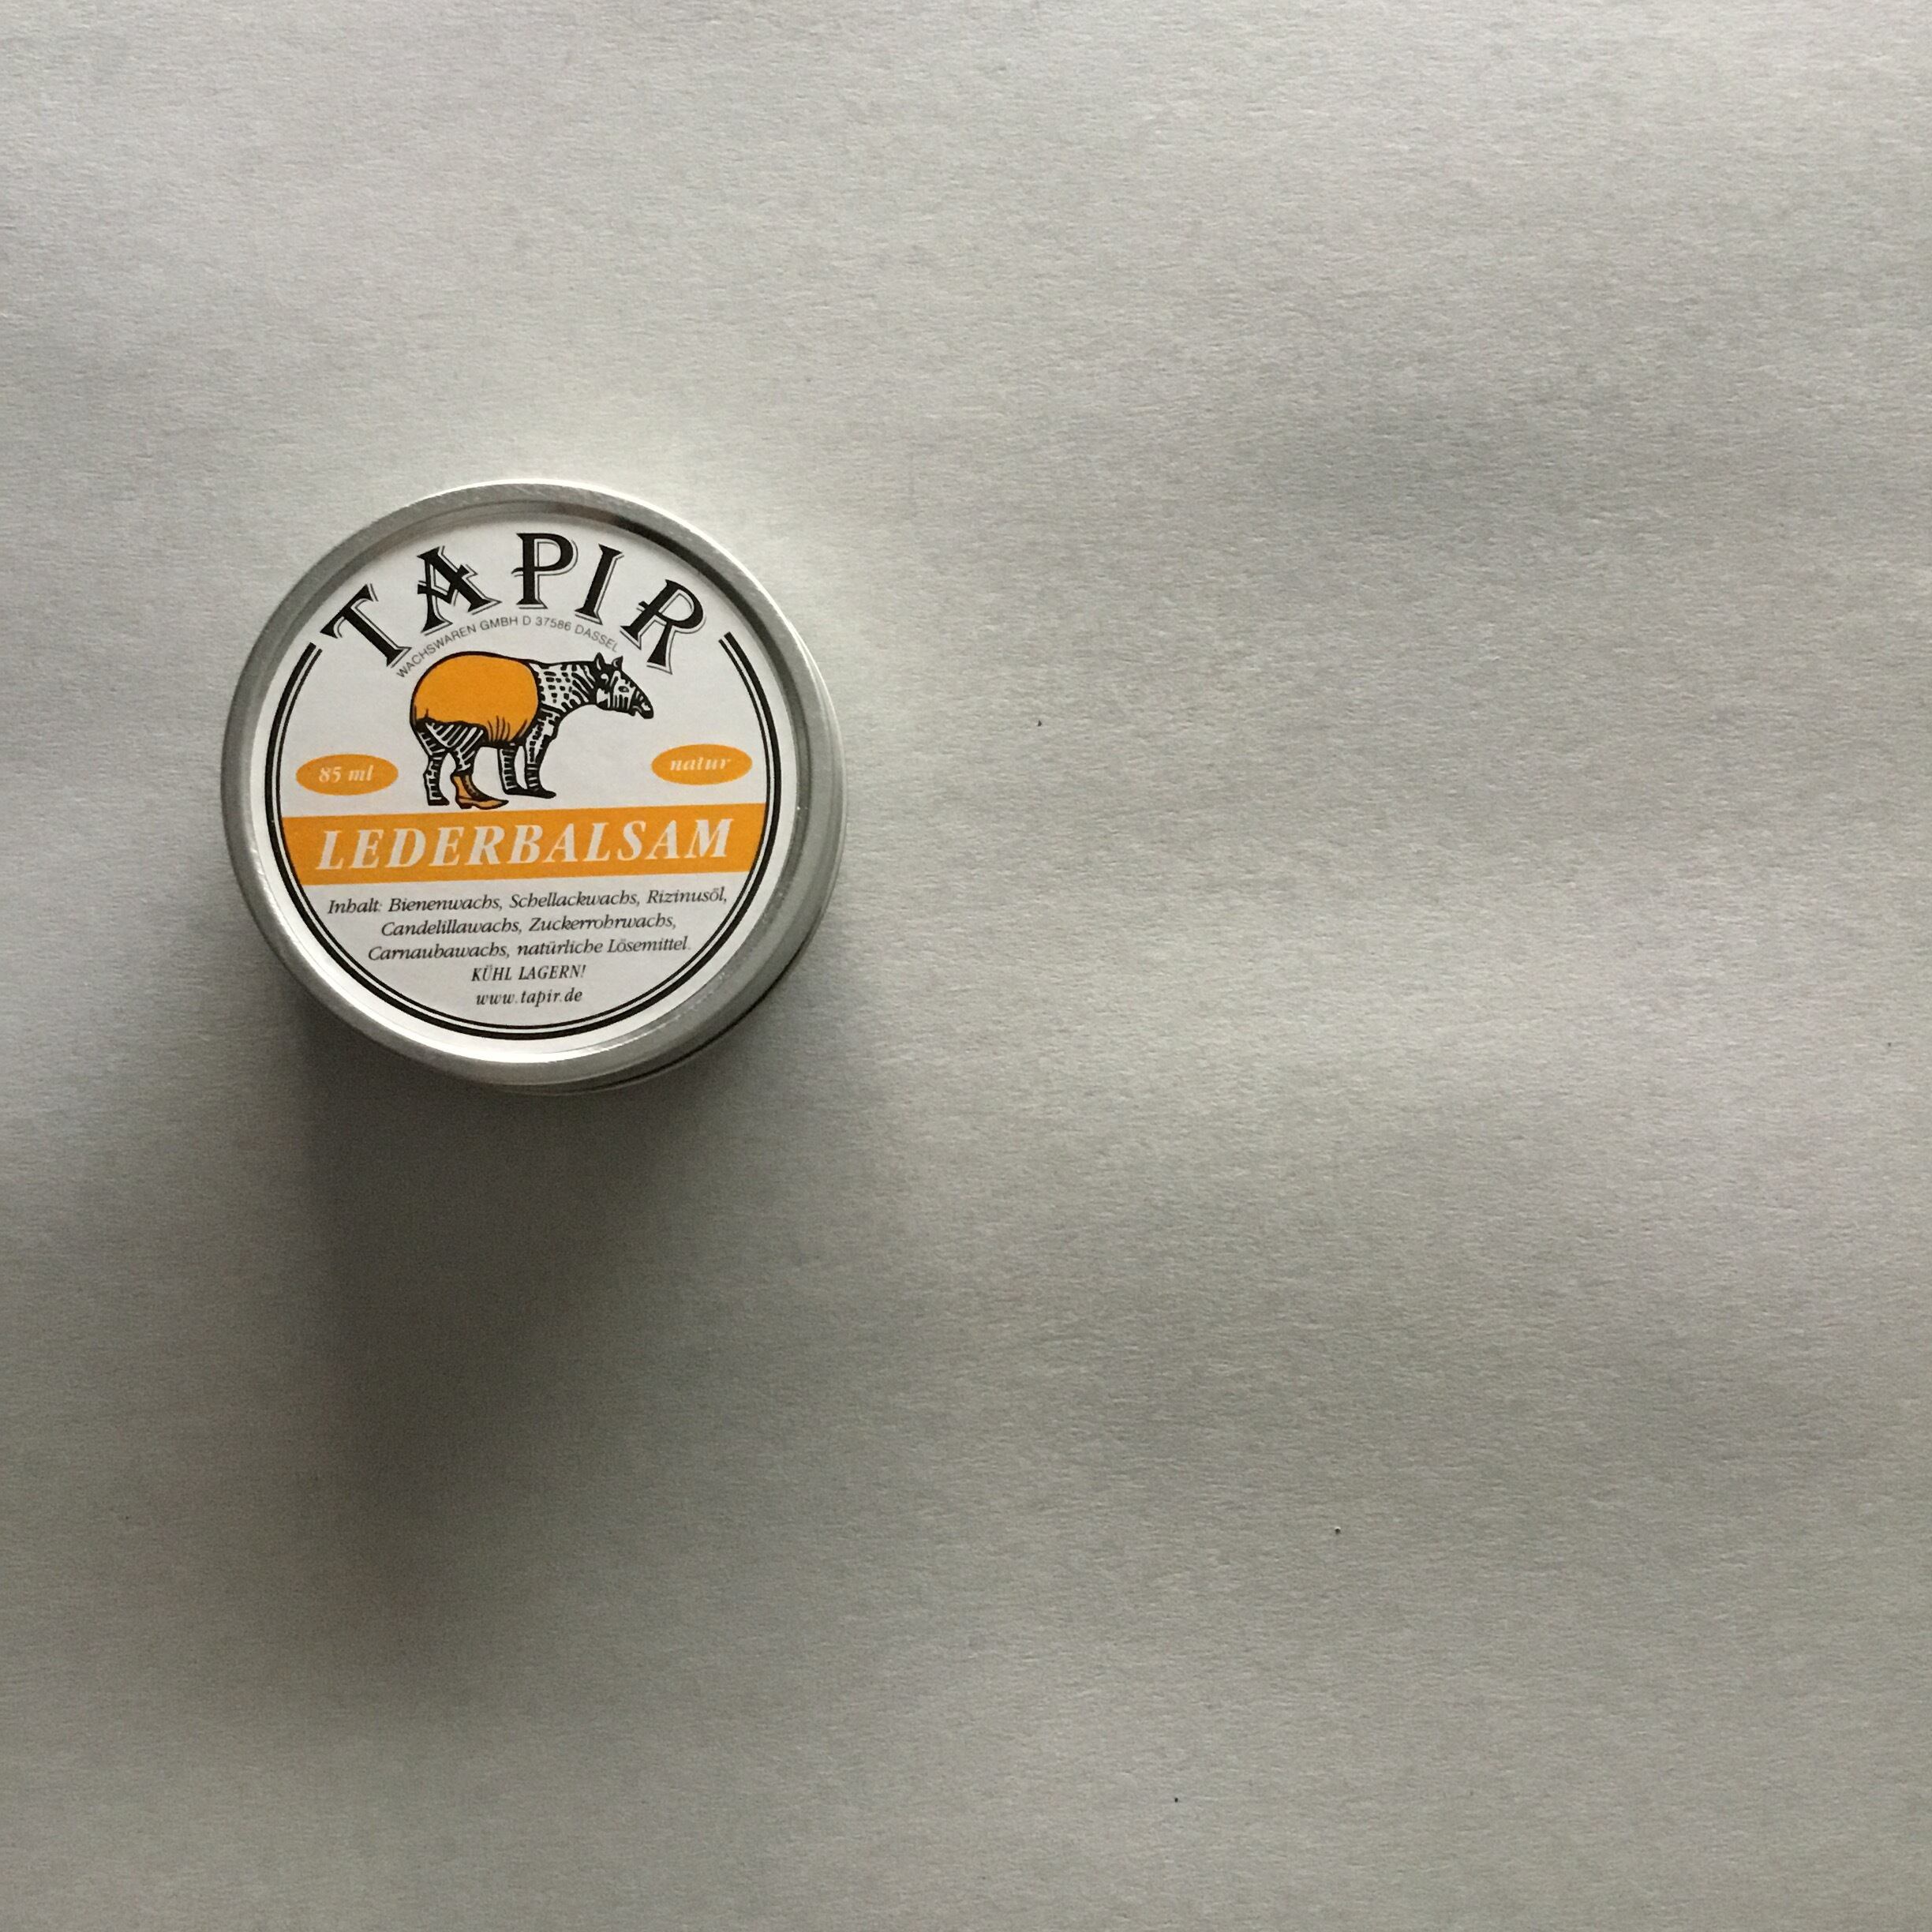 TAPIR
WACHSWAREN GMBH D 37586 DASSEL
85 ml
natur
LEDERBALSAM
Inhalt: Bienenwachs, Schellackwachs, Rizinusöl,
Candelillawachs, Zuckerrohrwachs,
Carnaubawachs, natürliche Lösemittel.
KÜHL LAGERN!
www.tapir.de